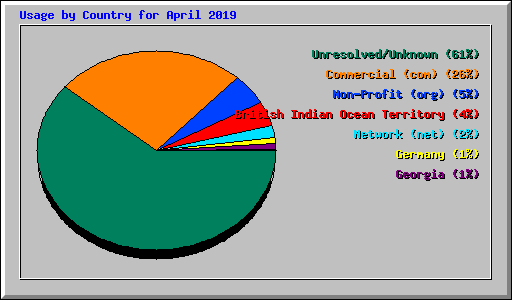 Usage by Country for April 2019
Unresolved/Unknown (61%)
Commercial (com) (26%)
Non-Profit (org) (5%)
British Indian Ocean Territory (4%)
Network (net) (2%)
Germany (1%)
Georgia (1%)